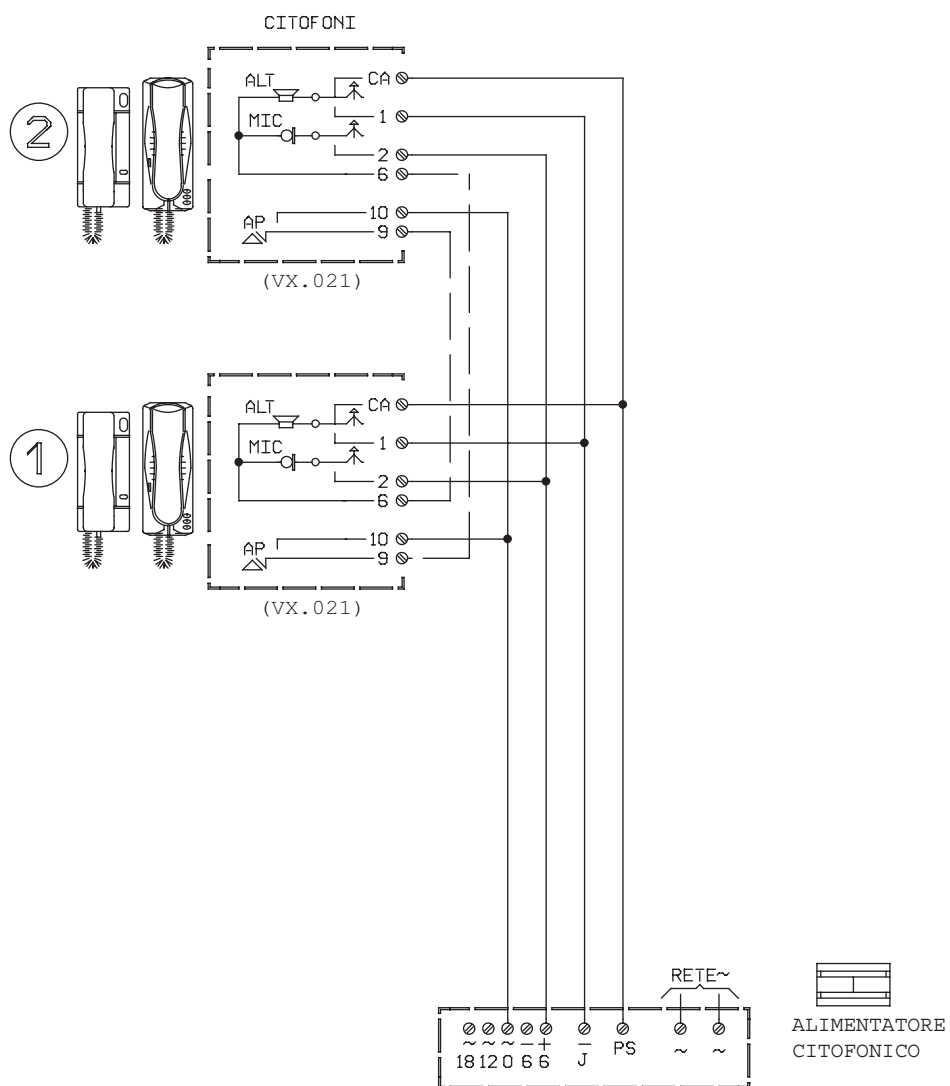 CITOFONI
ALT
CA
1
MIC
2
6
10
AP
9
(VX.021)
2
ALT
CA
1
MIC
2
6
10
AP
9
(VX.021)
1
RETE~
~ ~ ~ – + – PS ~ ~
18 12 0 6 6 J
ALIMENTATORE
CITOFONICO